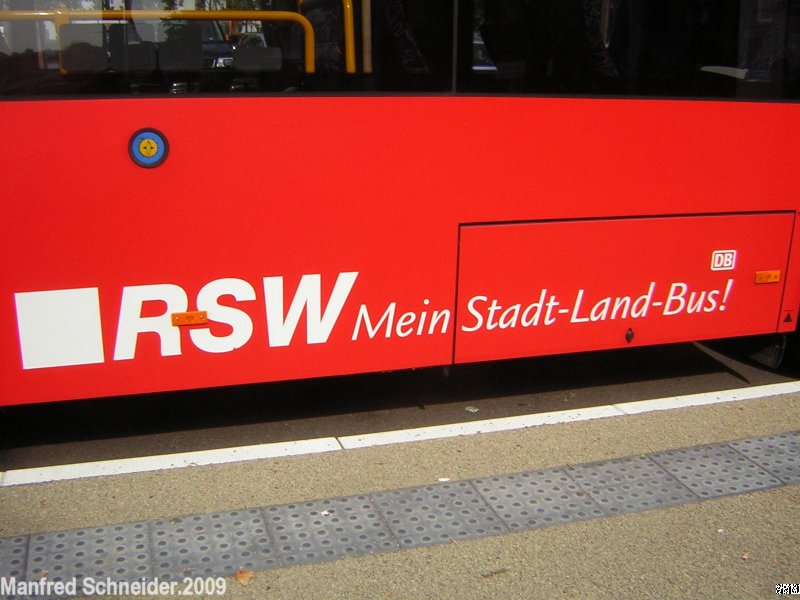 RSW Mein Stadt-Land-Bus!
DB
Manfred Schneider.2009